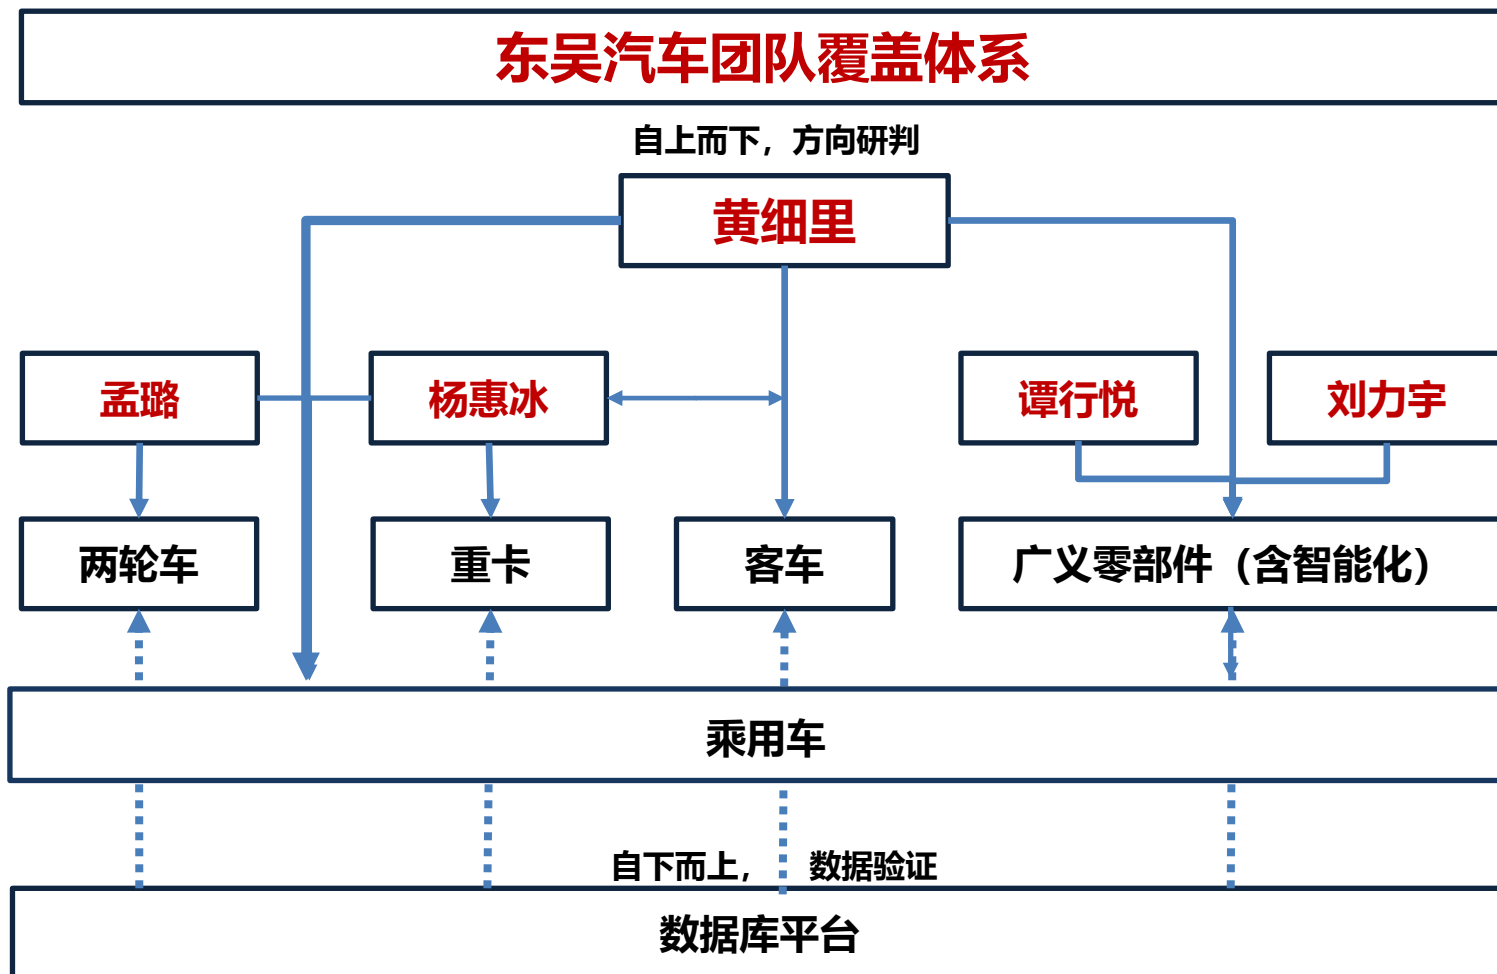 东吴汽车团队覆盖体系
自上而下，方向研判
黄细里
孟璐
杨惠冰
谭行悦
刘力宇
两轮车
重卡
客车
广义零部件（含智能化）
乘用车
自下而上， 数据验证
数据库平台